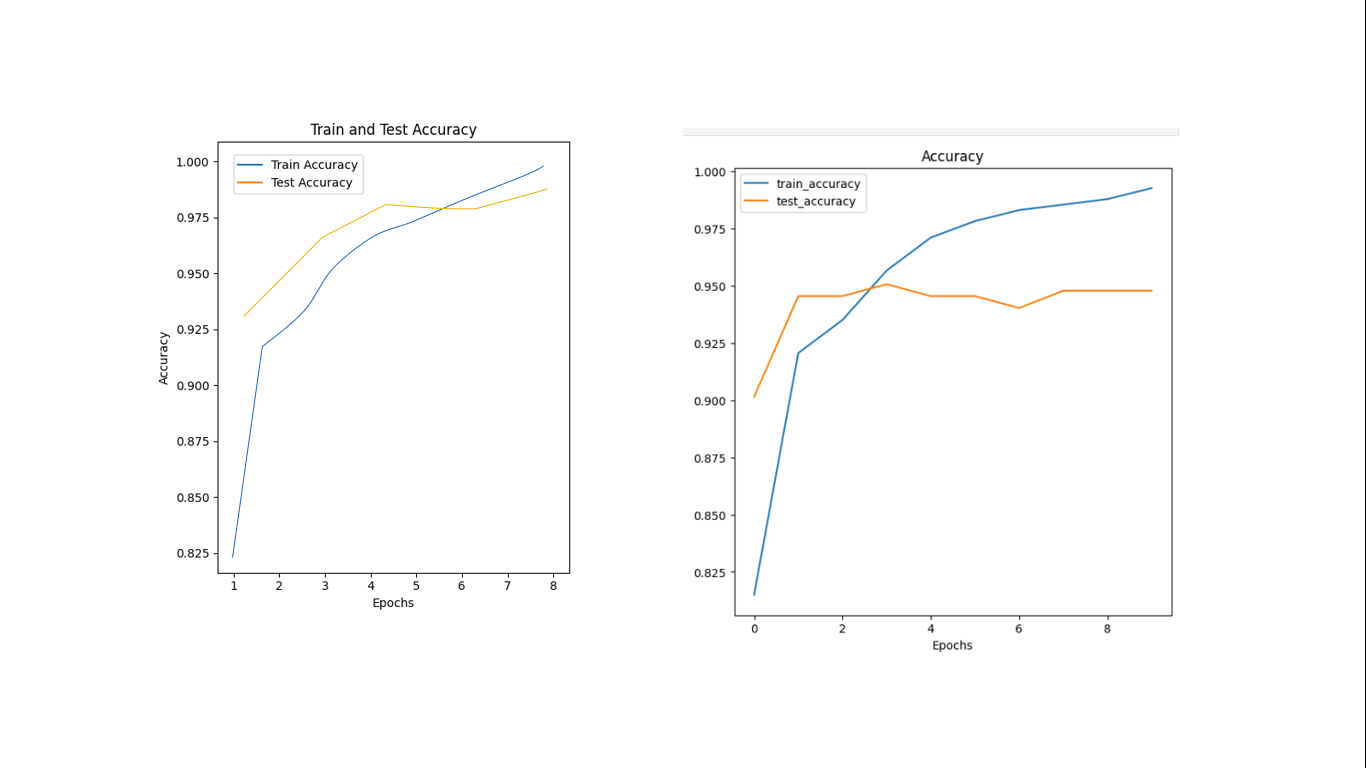 Train and Test Accuracy
1.000
0.975
0.950
0.925
0.900
0.875
0.850
0.825
Accuracy
Train Accuracy
Test Accuracy
1 2 3 4 5 6 7 8
Epochs
Accuracy
1.000
0.975
0.950
0.925
0.900
0.875
0.850
0.825
train_accuracy
test_accuracy
0 2 4 6 8
Epochs